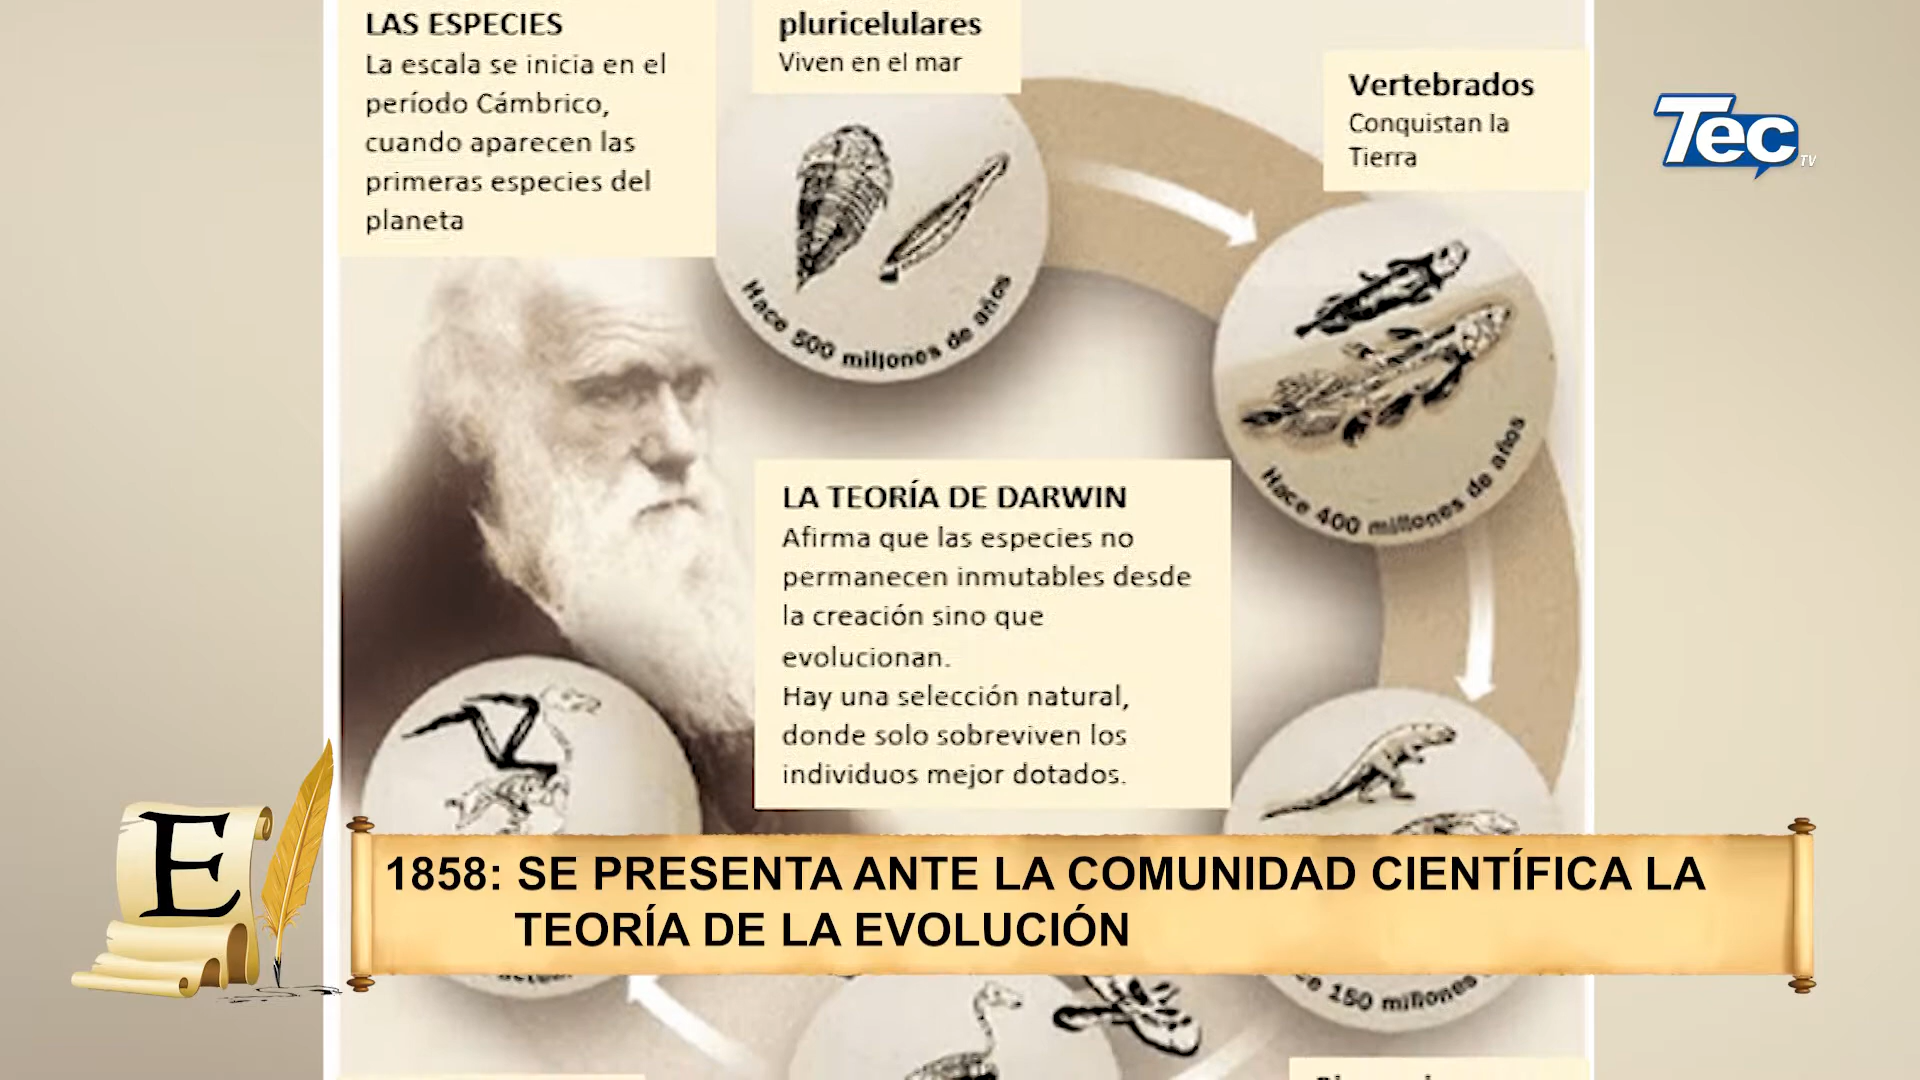 LAS ESPECIES
La escala se inicia en el
período Cámbrico,
cuando aparecen las
primeras especies del
planeta
pluricelulares
Viven en el mar
Hace 500 millones de años
Vertebrados
Conquistan la
Tierra
Tec
TV
Hace 400 millones de años
LA TEORÍA DE DARWIN
Afirma que las especies no
permanecen inmutables desde
la creación sino que
evolucionan.
Hay una selección natural,
donde solo sobreviven los
individuos mejor dotados.
E
1858: SE PRESENTA ANTE LA COMUNIDAD CIENTÍFICA LA
TEORÍA DE LA EVOLUCIÓN
150 millones